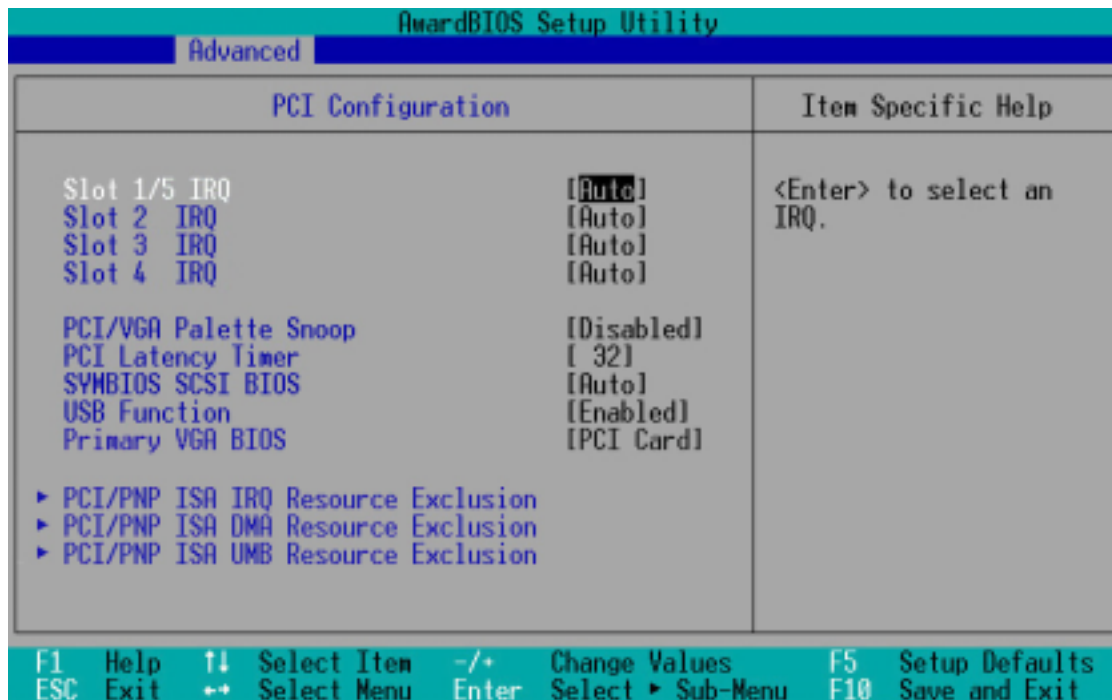 AwardBIOS Setup Utility
Advanced
PCI Configuration
Item Specific Help
Slot 1/5 IRQ [Auto]
Slot 2 IRQ [Auto]
Slot 3 IRQ [Auto]
Slot 4 IRQ [Auto]
PCI/VGA Palette Snoop [Disabled]
PCI Latency Timer [ 32]
SYMBIOS SCSI BIOS [Auto]
USB Function [Enabled]
Primary VGA BIOS [PCI Card]
▸ PCI/PNP ISA IRQ Resource Exclusion
▸ PCI/PNP ISA DMA Resource Exclusion
▸ PCI/PNP ISA UMB Resource Exclusion
<Enter> to select an
IRQ.
F1 Help ↑↓ Select Item -/+ Change Values F5 Setup Defaults
ESC Exit ←→ Select Menu Enter Select ▸ Sub-Menu F10 Save and Exit